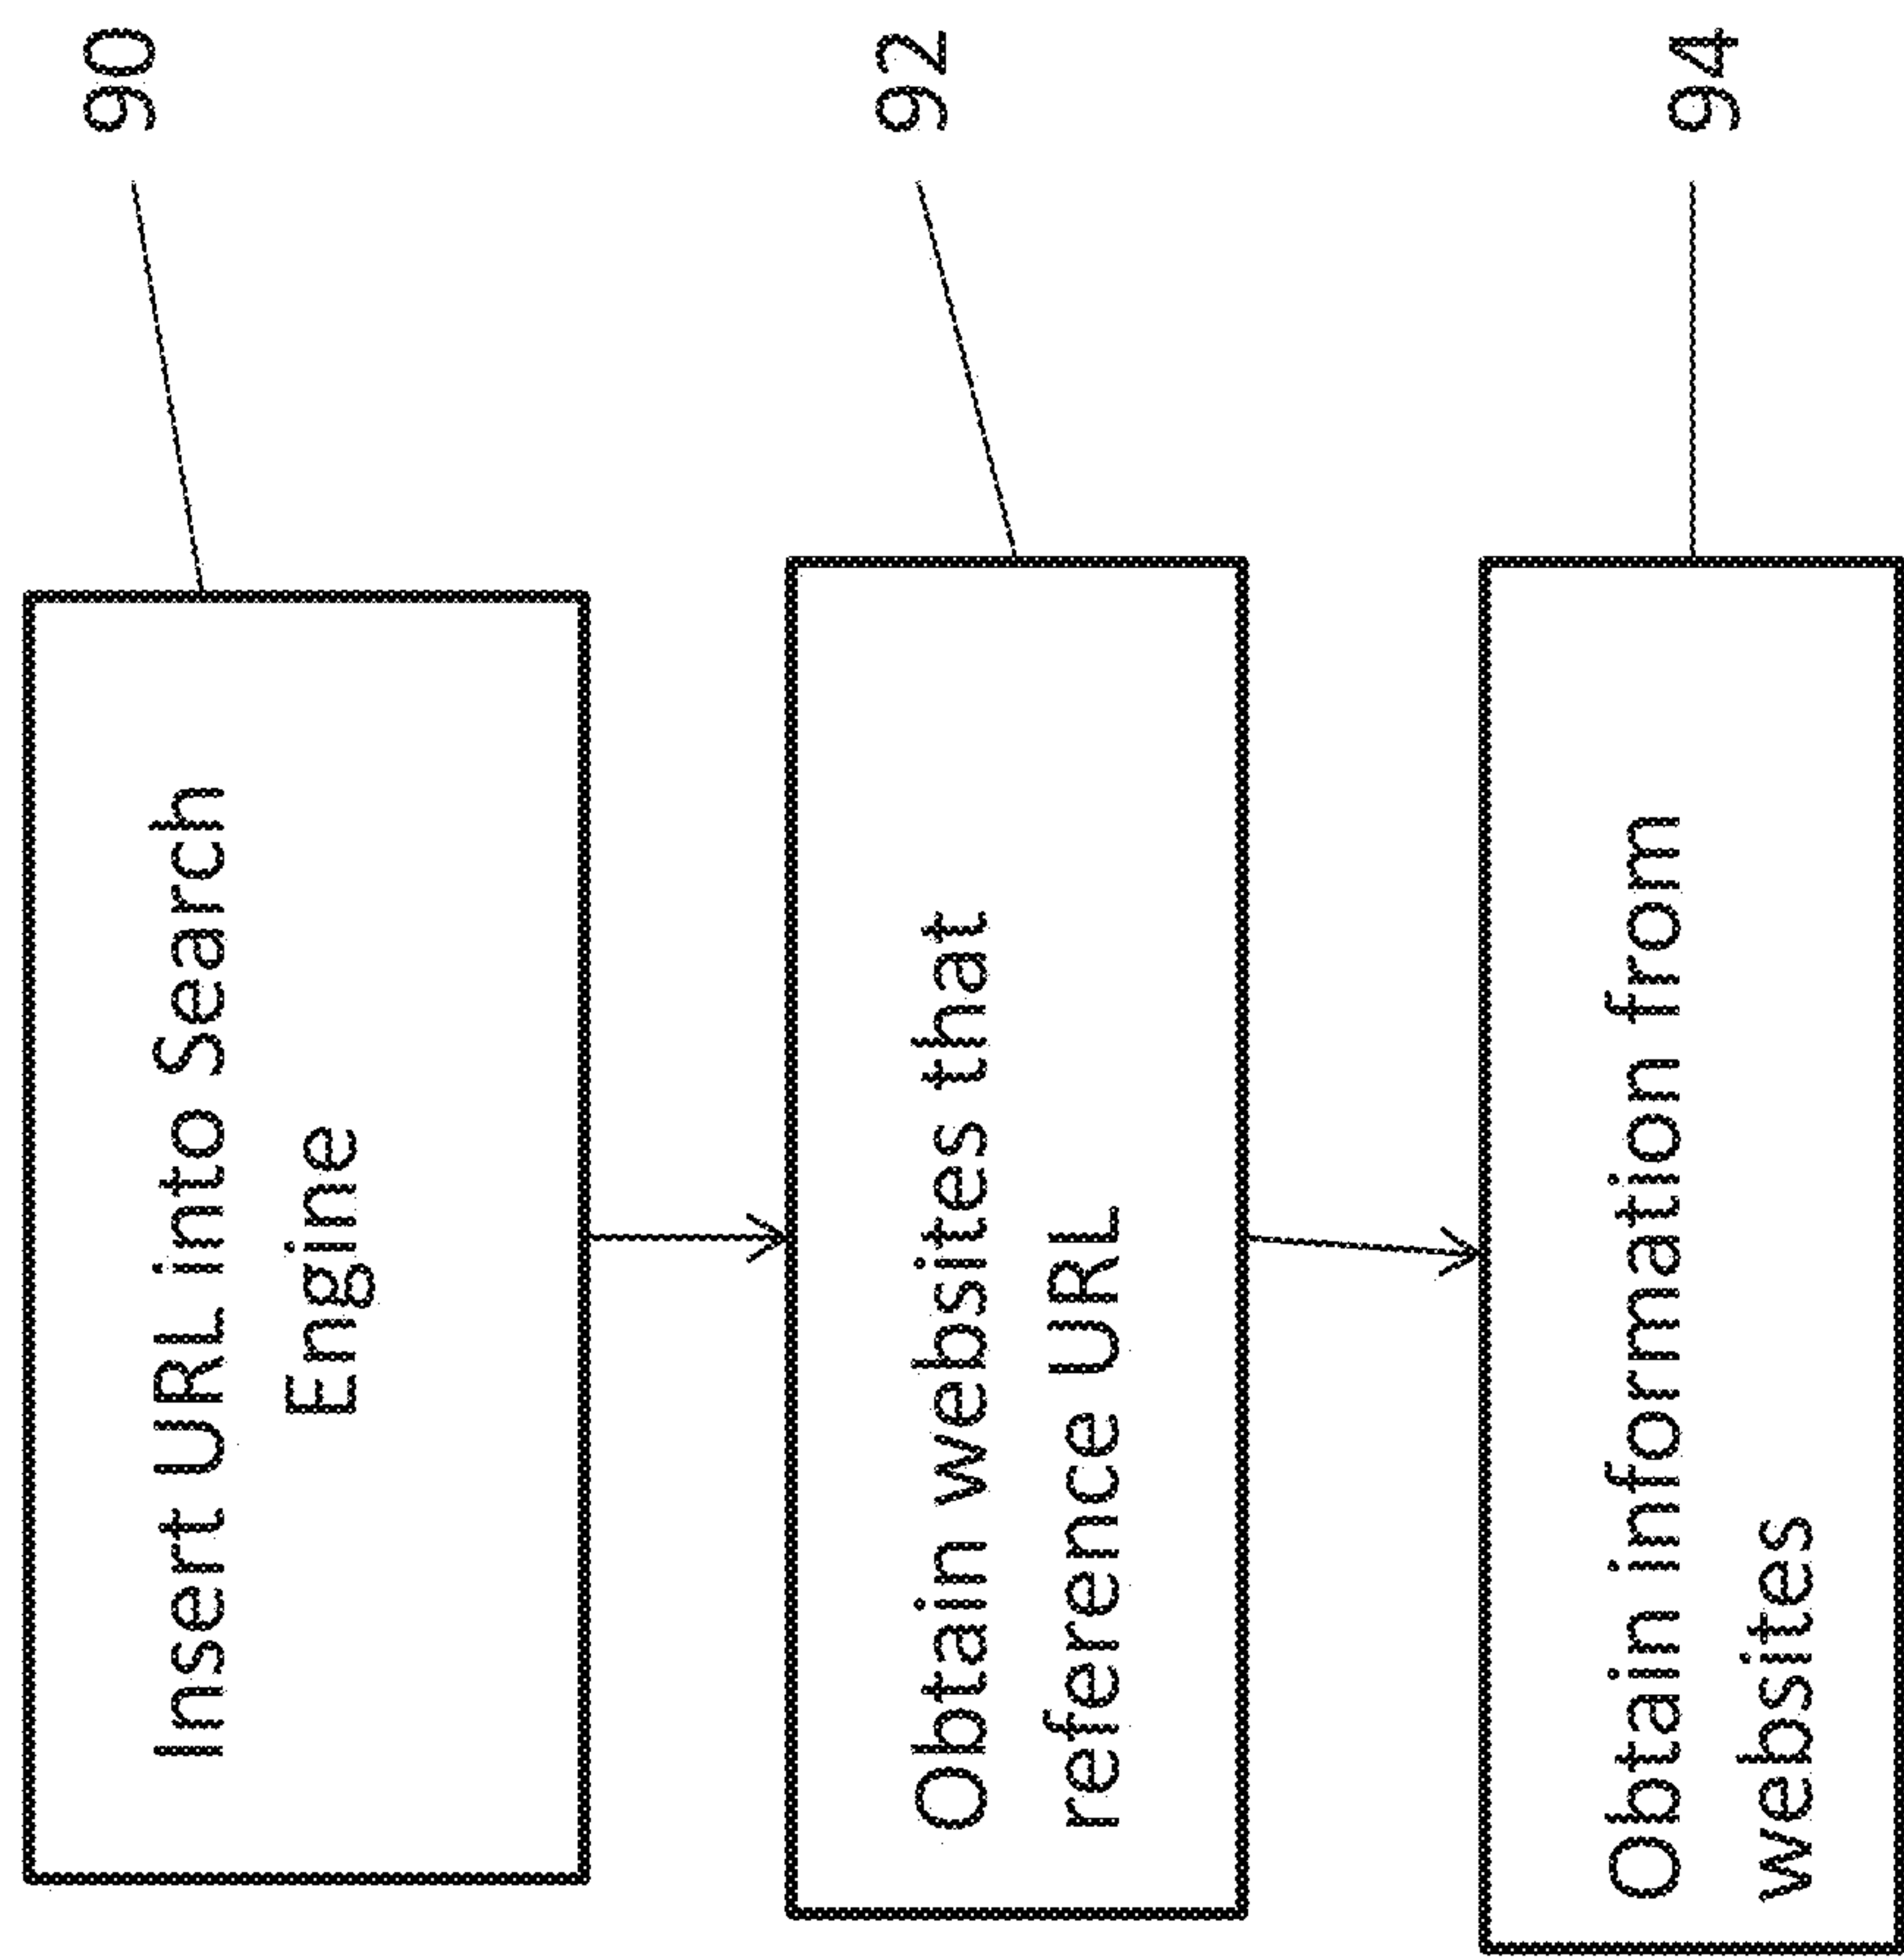 Insert URL into Search
Engine
90
Obtain websites that
reference URL
92
Obtain information from
websites
94